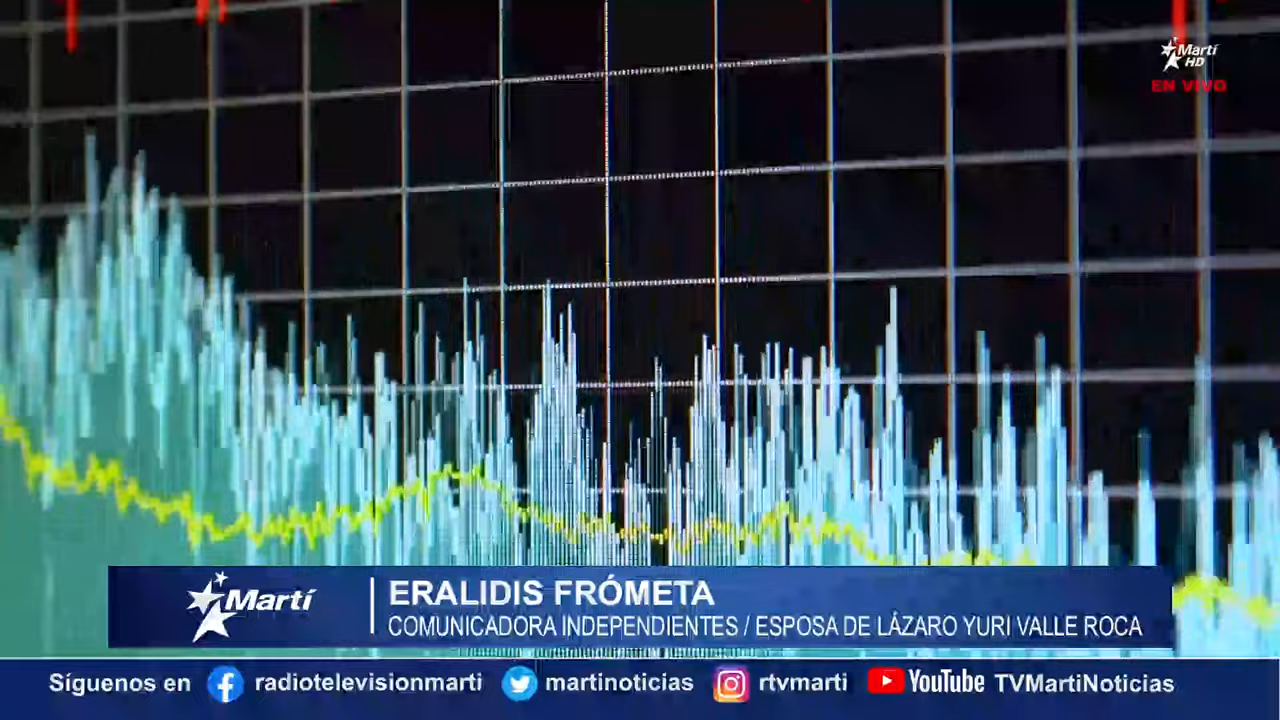 Martí
HD
EN VIVO
Martí
ERALIDIS FRÓMETA
COMUNICADORA INDEPENDIENTES / ESPOSA DE LÁZARO YURI VALLE ROCA
Síguenos en radiotelevisionmarti martinoticias rtvmarti YouTube TVMartiNoticias